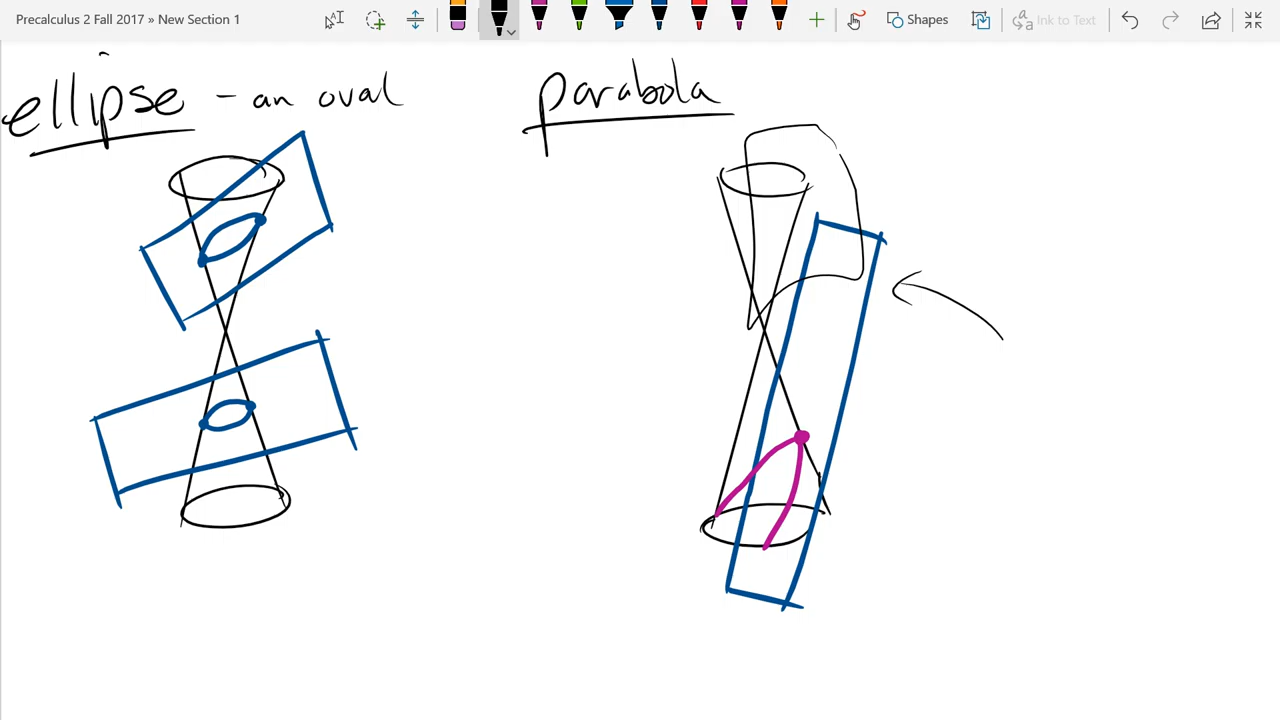 Precalculus 2 Fall 2017 » New Section 1
Shapes
Ink to Text
ellipse - an oval
parabola